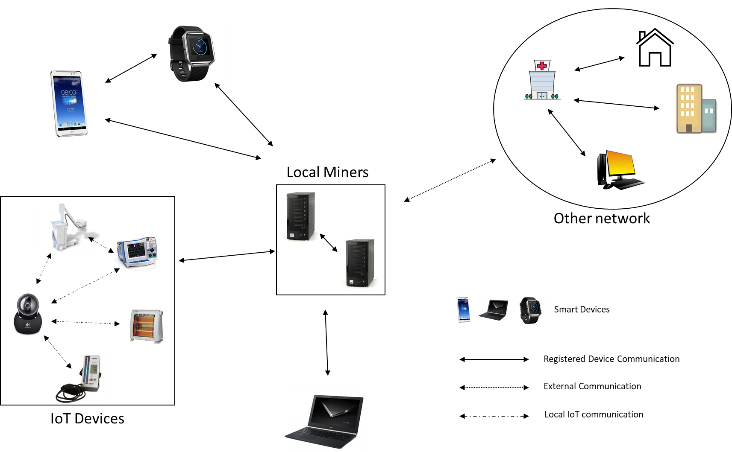 Local Miners
Other network
IoT Devices
Smart Devices
Registered Device Communication
External Communication
Local IoT communication